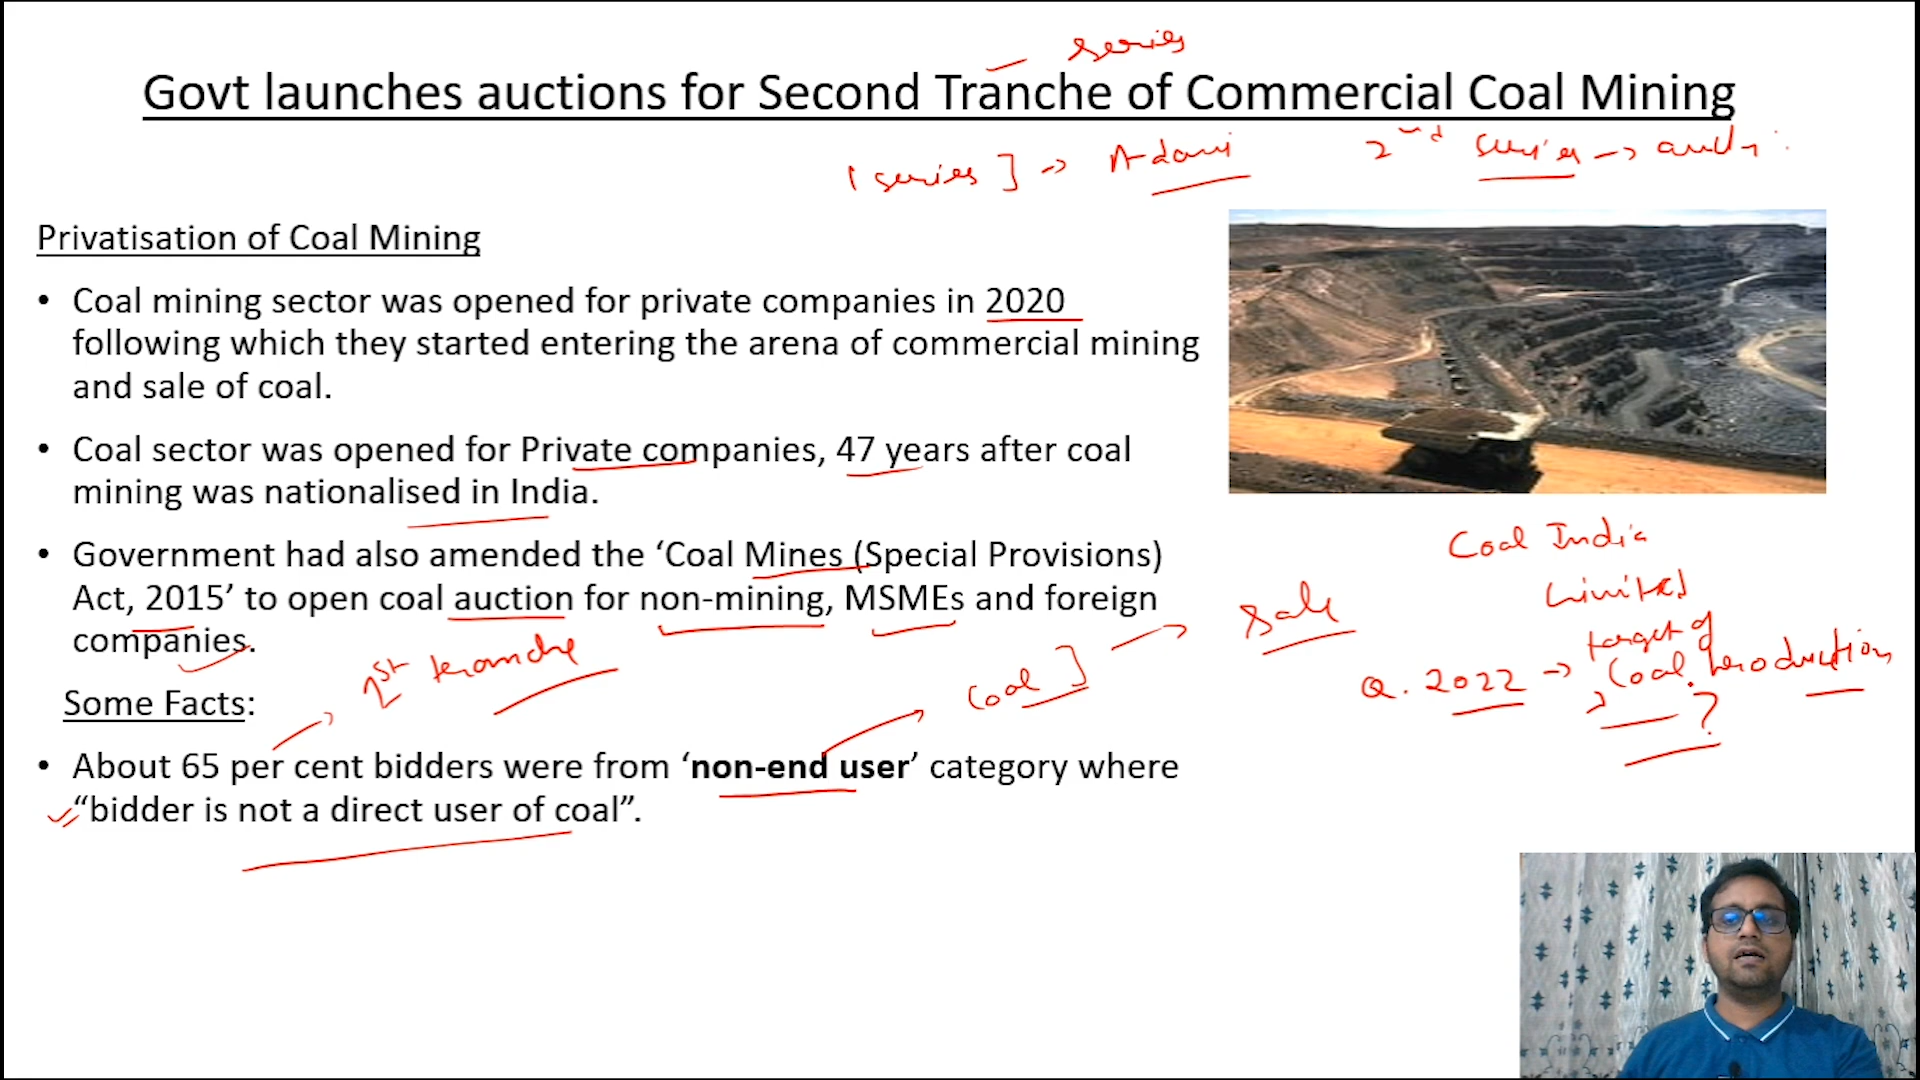 series
Govt launches auctions for Second Tranche of Commercial Coal Mining
1 series ] → Adani 2nd series →
Privatisation of Coal Mining
• Coal mining sector was opened for private companies in 2020
following which they started entering the arena of commercial mining
and sale of coal.
• Coal sector was opened for Private companies, 47 years after coal
mining was nationalised in India.
• Government had also amended the ‘Coal Mines (Special Provisions)
Act, 2015’ to open coal auction for non-mining, MSMEs and foreign
companies.
1st tranche
Some Facts:
• About 65 per cent bidders were from ‘non-end user’ category where
“bidder is not a direct user of coal”.
Coal ] → Sale
Coal India
Limited
Q. 2022 → target of
Coal production
?